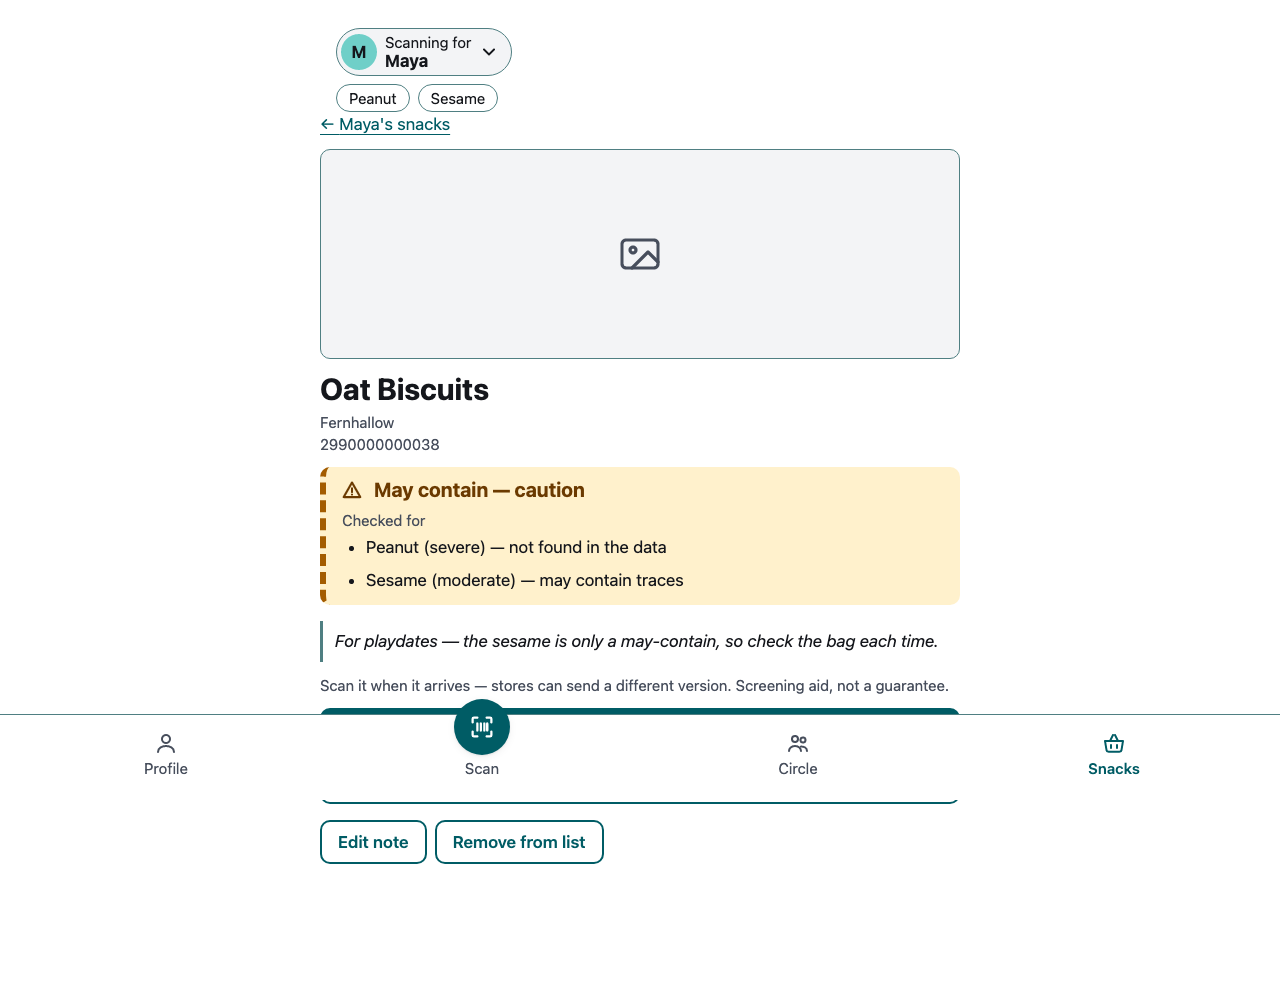 M
Scanning for
Maya
Peanut Sesame
← Maya's snacks
Oat Biscuits
Fernhallow
2990000000038
May contain — caution
Checked for
• Peanut (severe) — not found in the data
• Sesame (moderate) — may contain traces
For playdates — the sesame is only a may-contain, so check the bag each time.
Scan it when it arrives — stores can send a different version. Screening aid, not a guarantee.
Profile Scan Circle Snacks
Edit note Remove from list